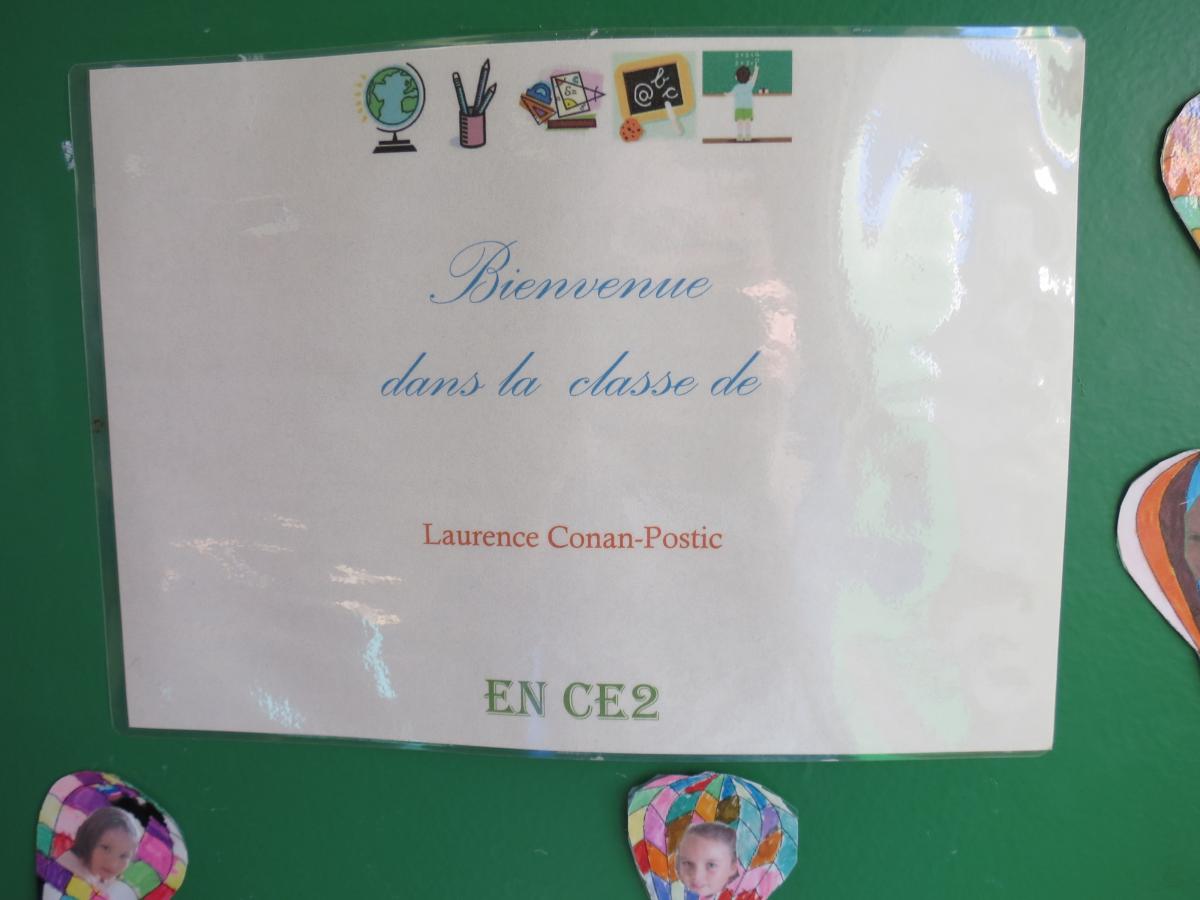 Bienvenue
dans la classe de
Laurence Conan-Postic
EN CE2